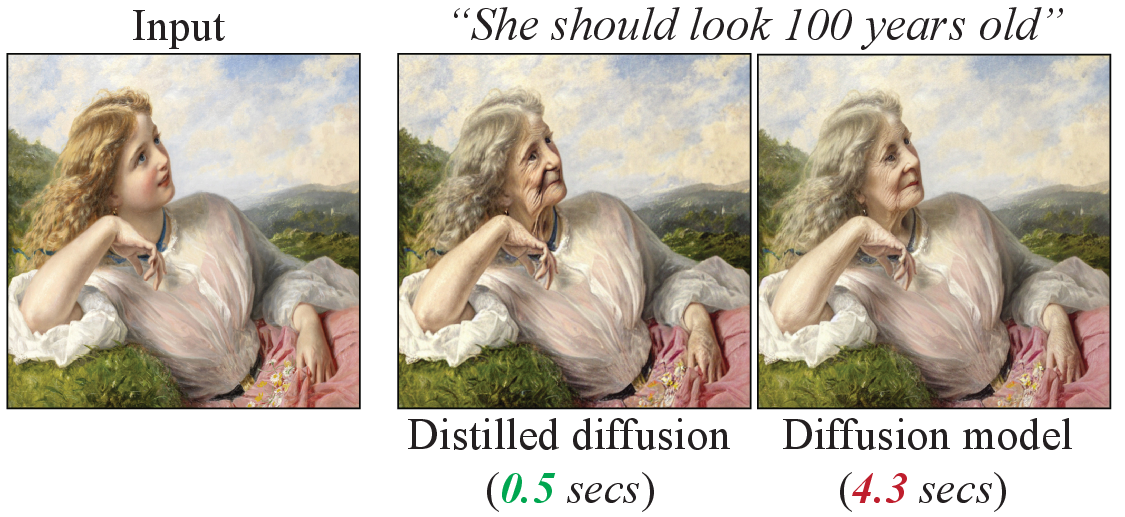 Input
“She should look 100 years old”
Distilled diffusion
(0.5 secs)
Diffusion model
(4.3 secs)